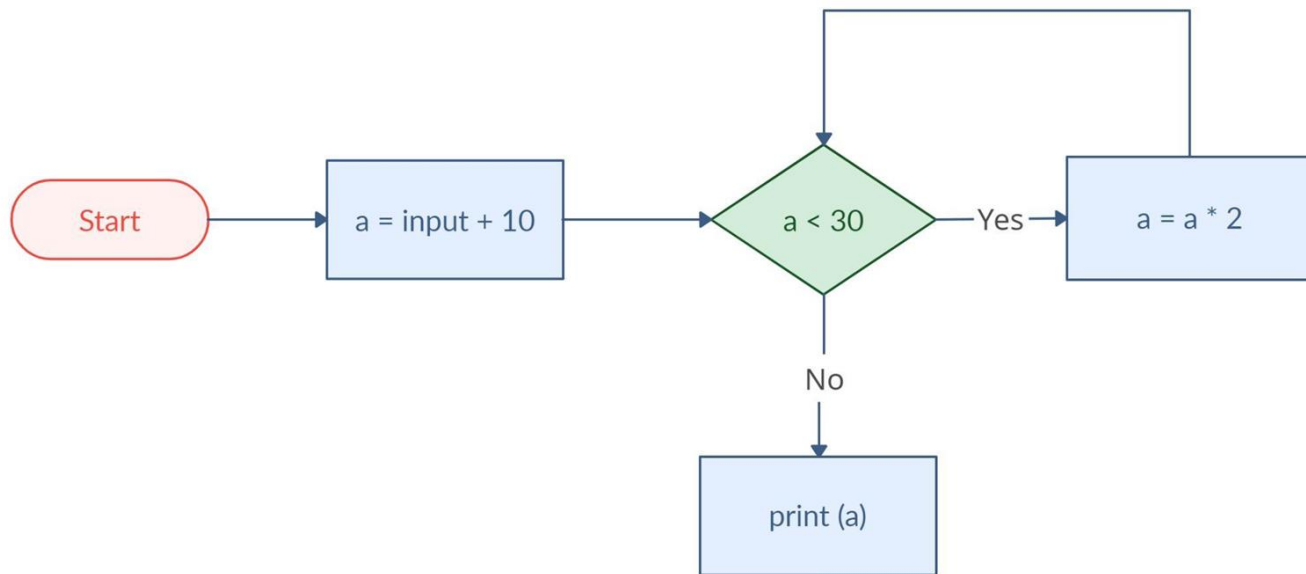 Start
a = input + 10
a < 30
Yes
a = a * 2
No
print (a)